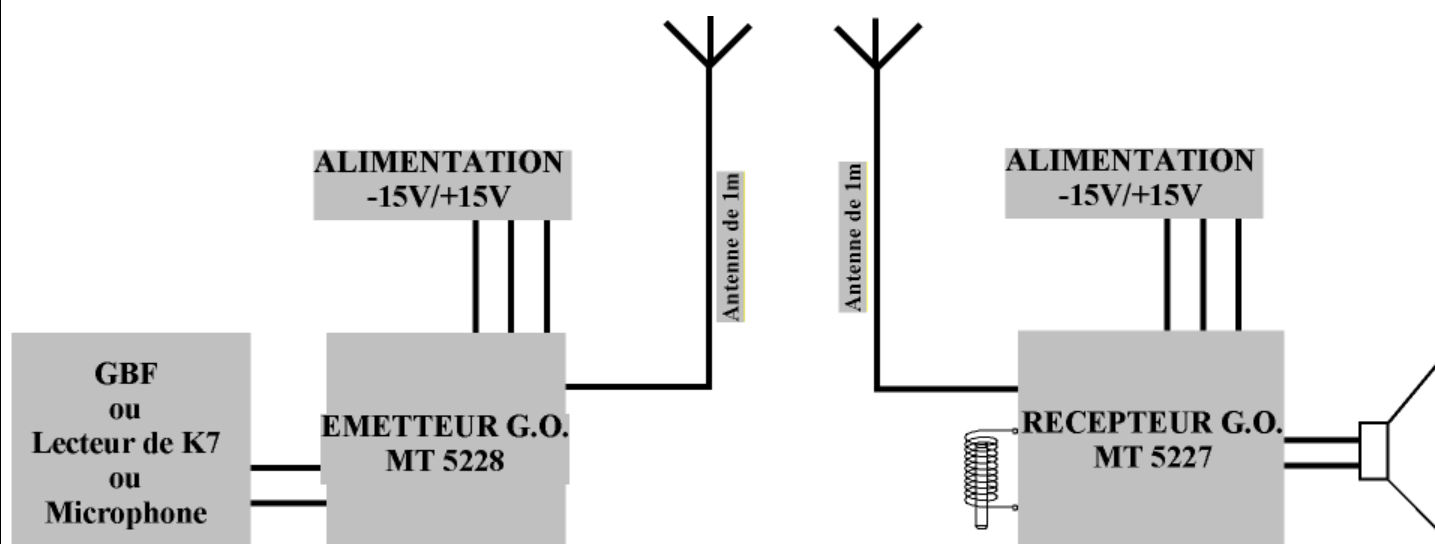 ALIMENTATION
-15V/+15V
Antenne de 1m
Antenne de 1m
ALIMENTATION
-15V/+15V
GBF
ou
Lecteur de K7
ou
Microphone
EMETTEUR G.O.
MT 5228
RECEPTEUR G.O.
MT 5227